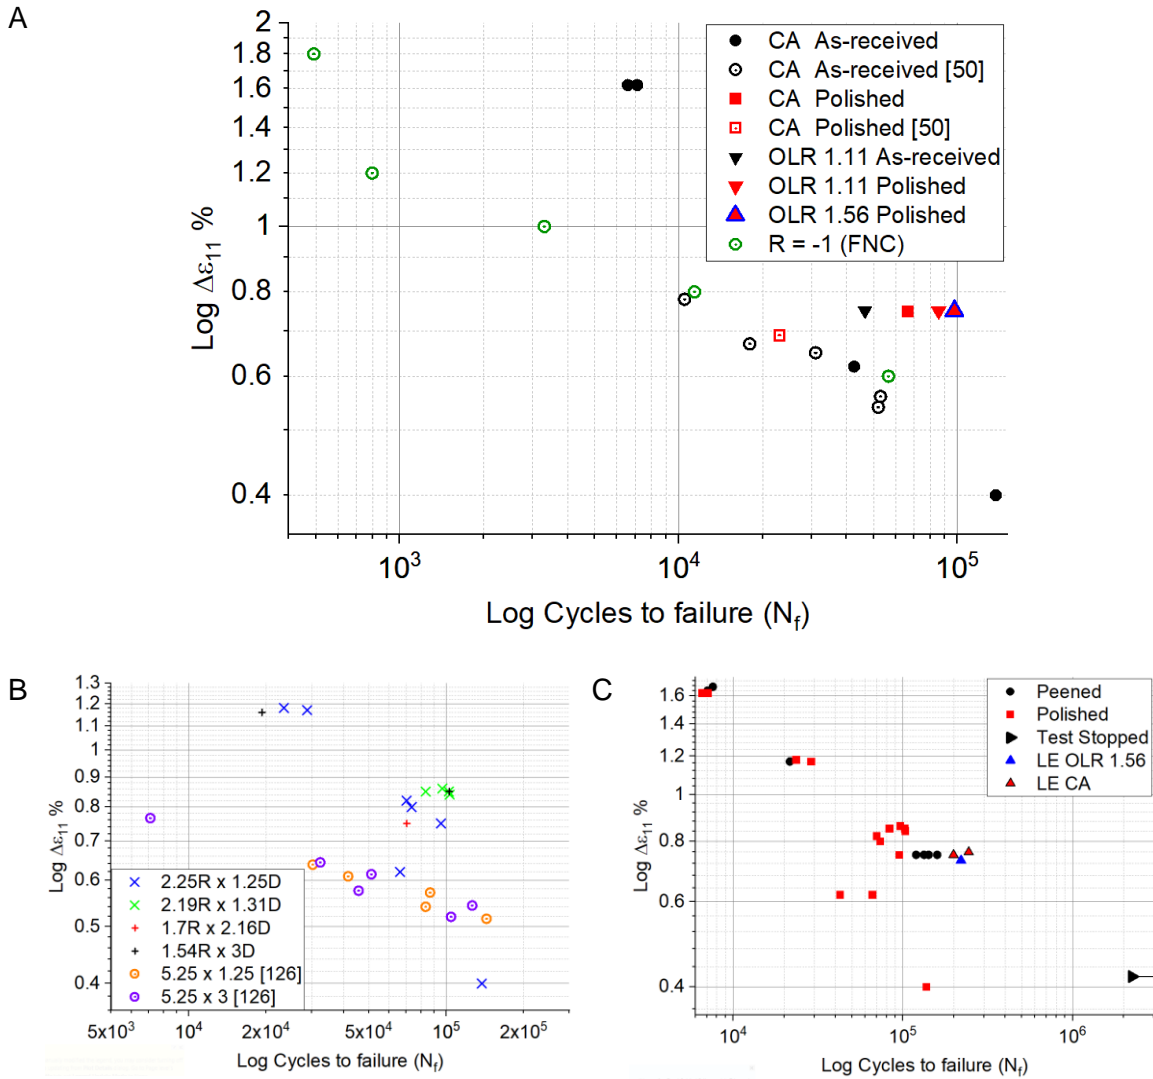 A
2
1.8
1.6
1.4
1.2
1
0.8
0.6
0.4
Log Δε₁₁ %
CA As-received
CA As-received [50]
CA Polished
CA Polished [50]
OLR 1.11 As-received
OLR 1.11 Polished
OLR 1.56 Polished
R = -1 (FNC)
10³ 10⁴ 10⁵
Log Cycles to failure (Nf)
B
1.3
1.2
1.1
1
0.9
0.8
0.7
0.6
0.5
0.4
Log Δε₁₁ %
2.25R x 1.25D
2.19R x 1.31D
1.7R x 2.16D
1.54R x 3D
5.25 x 1.25 [126]
5.25 x 3 [126]
5x10³ 10⁴ 2x10⁴ 5x10⁴ 10⁵ 2x10⁵
Log Cycles to failure (Nf)
C
1.6
1.4
1.2
1
0.8
0.6
0.4
Log Δε₁₁ %
Peened
Polished
Test Stopped
LE OLR 1.56
LE CA
10⁴ 10⁵ 10⁶
Log Cycles to failure (Nf)